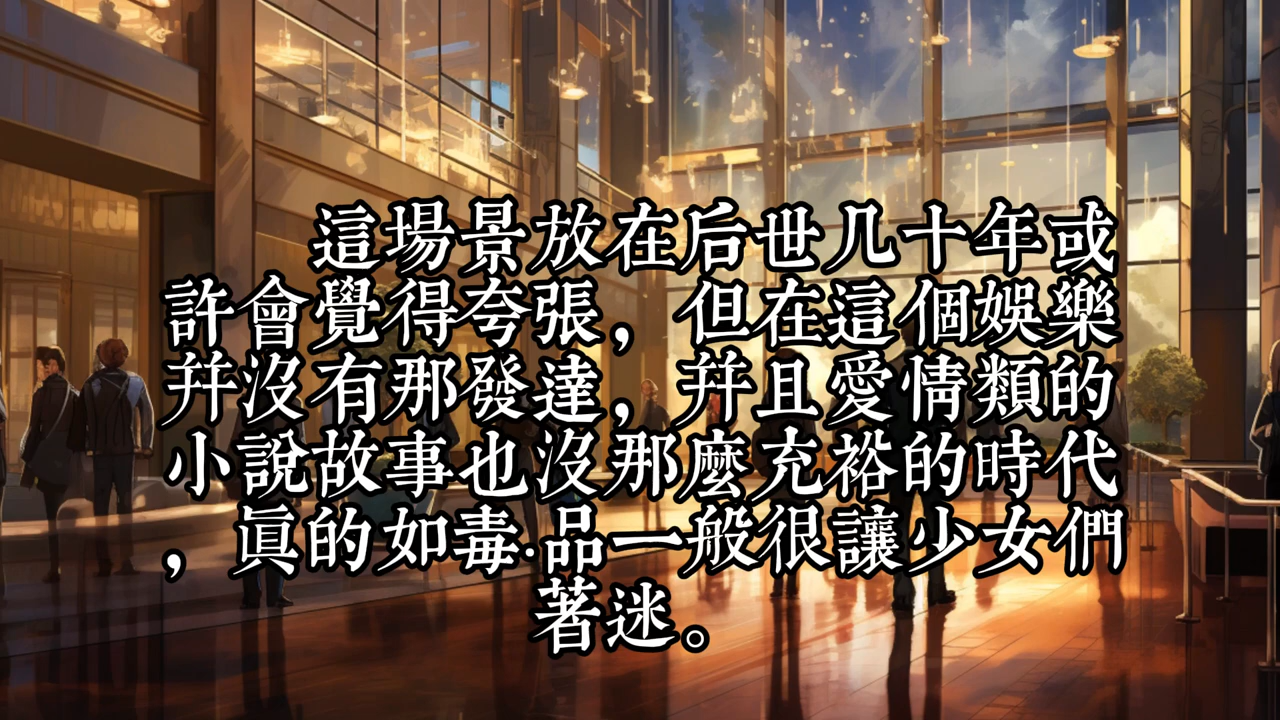 這場景放在后世几十年或
許會覺得夸張，但在這個娛樂
幷沒有那發達，幷且愛情類的
小說故事也沒那麼充裕的時代
，眞的如毒·品一般很讓少女們
著迷。